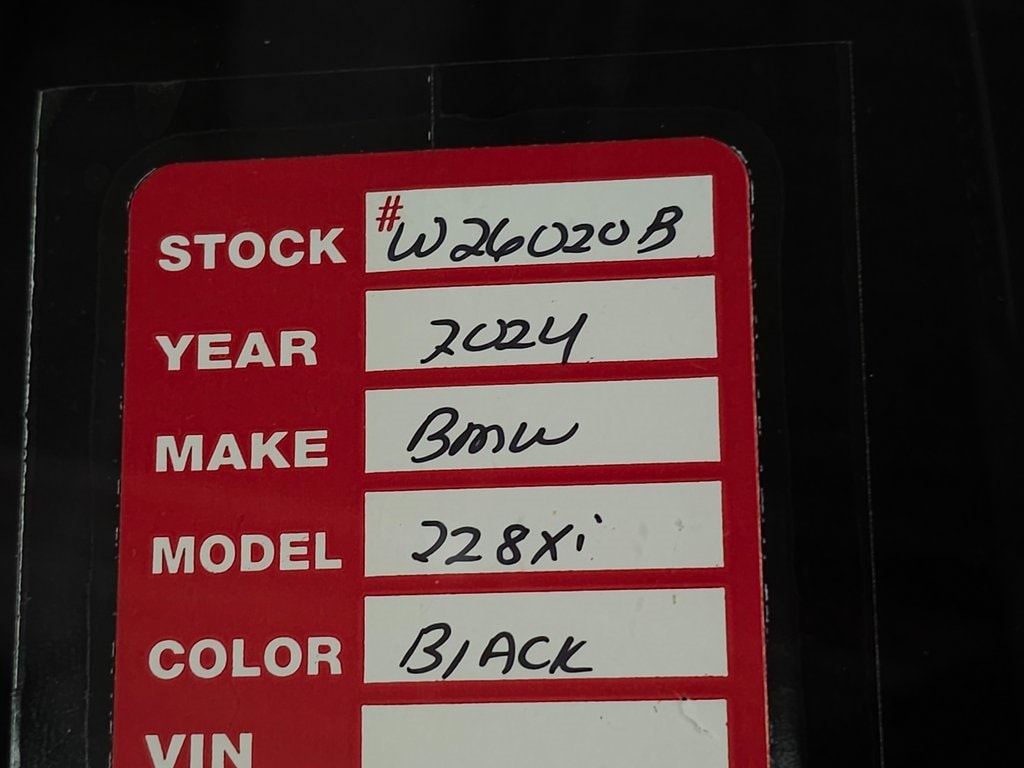 STOCK #W26020B
YEAR 2024
MAKE BMW
MODEL 228xi
COLOR BlACK
VIN